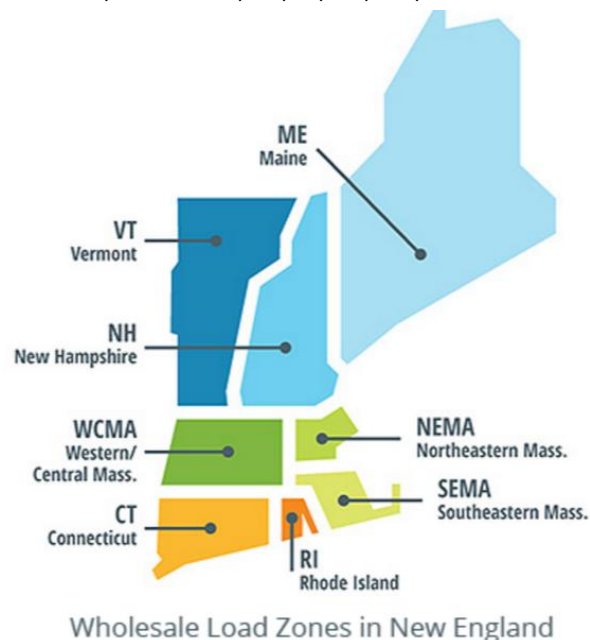 ME
Maine
VT
Vermont
NH
New Hampshire
WCMA
Western/
Central Mass.
NEMA
Northeastern Mass.
SEMA
Southeastern Mass.
CT
Connecticut
RI
Rhode Island
Wholesale Load Zones in New England